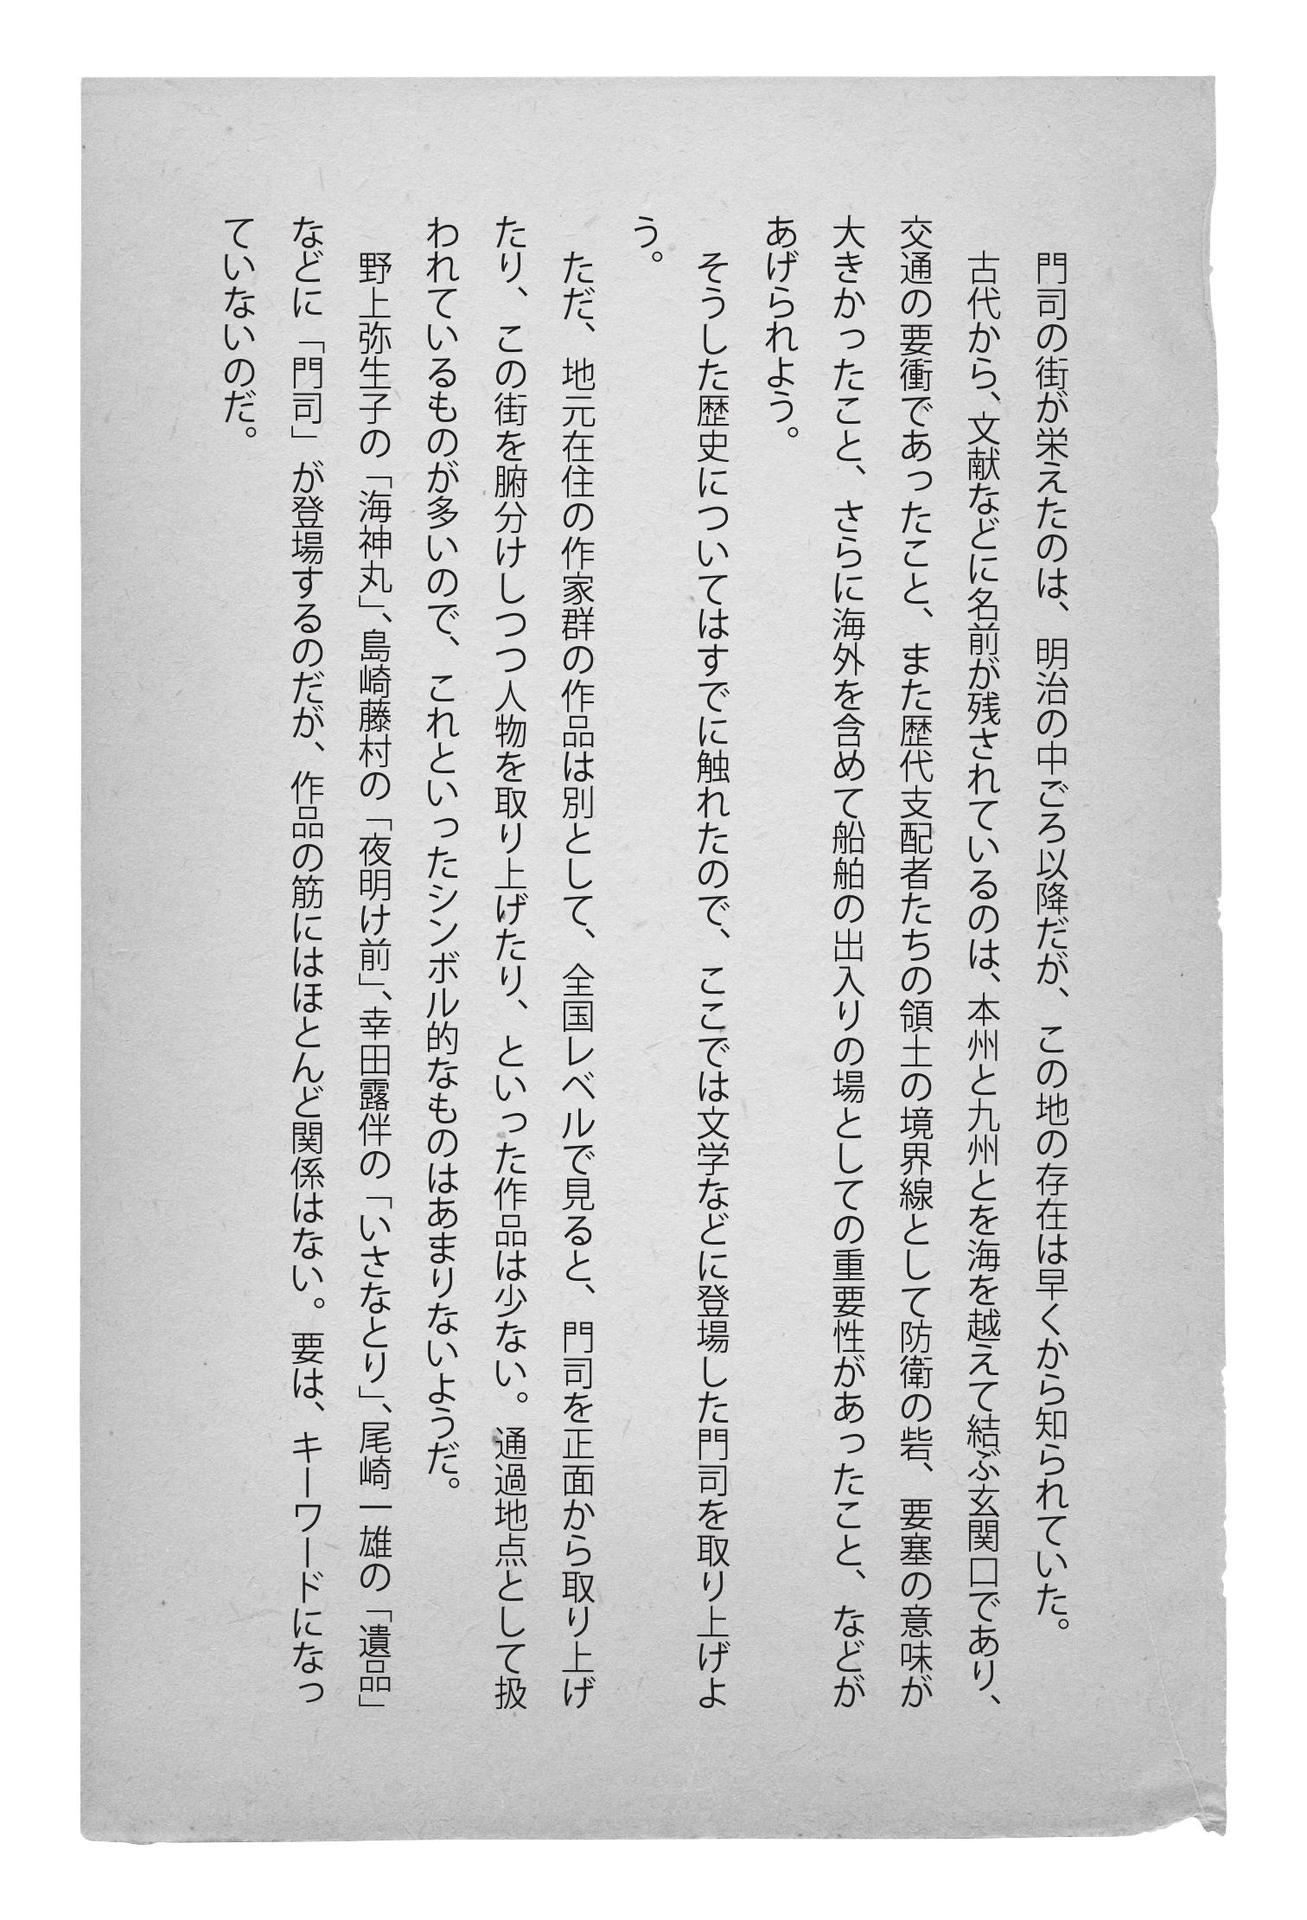 門司の街が栄えたのは、明治の中ごろ以降だが、この地の存在は早くから知られていた。
古代から、文献などに名前が残されているのは、本州と九州とを海を越えて結ぶ玄関口であり、
交通の要衝であったこと、また歴代支配者たちの領土の境界線として防衛の砦、要塞の意味が
大きかったこと、さらに海外を含めて船舶の出入りの場としての重要性があったこと、などが
あげられよう。
そうした歴史についてはすでに触れたので、ここでは文学などに登場した門司を取り上げよ
う。
ただ、地元在住の作家群の作品は別として、全国レベルで見ると、門司を正面から取り上げ
たり、この街を腑分けしつつ人物を取り上げたり、といった作品は少ない。通過地点として扱
われているものが多いので、これといったシンボル的なものはあまりないようだ。
野上弥生子の「海神丸」、島崎藤村の「夜明け前」、幸田露伴の「いさなとり」、尾崎一雄の「遺品」
などに「門司」が登場するのだが、作品の筋にはほとんど関係はない。要は、キーワードになっ
ていないのだ。